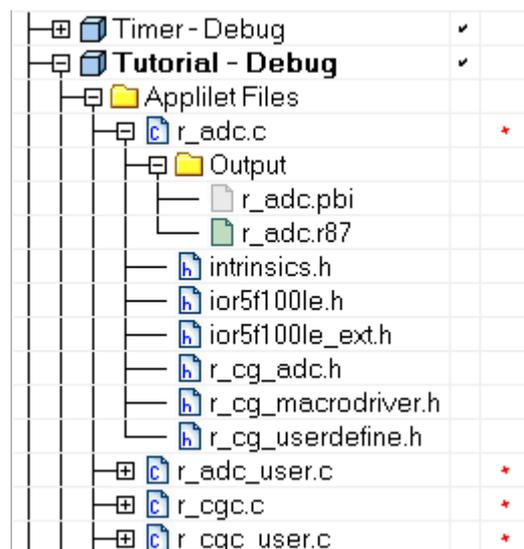 Timer - Debug
Tutorial - Debug
Applilet Files
r_adc.c
Output
r_adc.pbi
r_adc.r87
intrinsics.h
ior5f100le.h
ior5f100le_ext.h
r_cg_adc.h
r_cg_macrodriver.h
r_cg_userdefine.h
r_adc_user.c
r_cgc.c
r_cgc_user.c